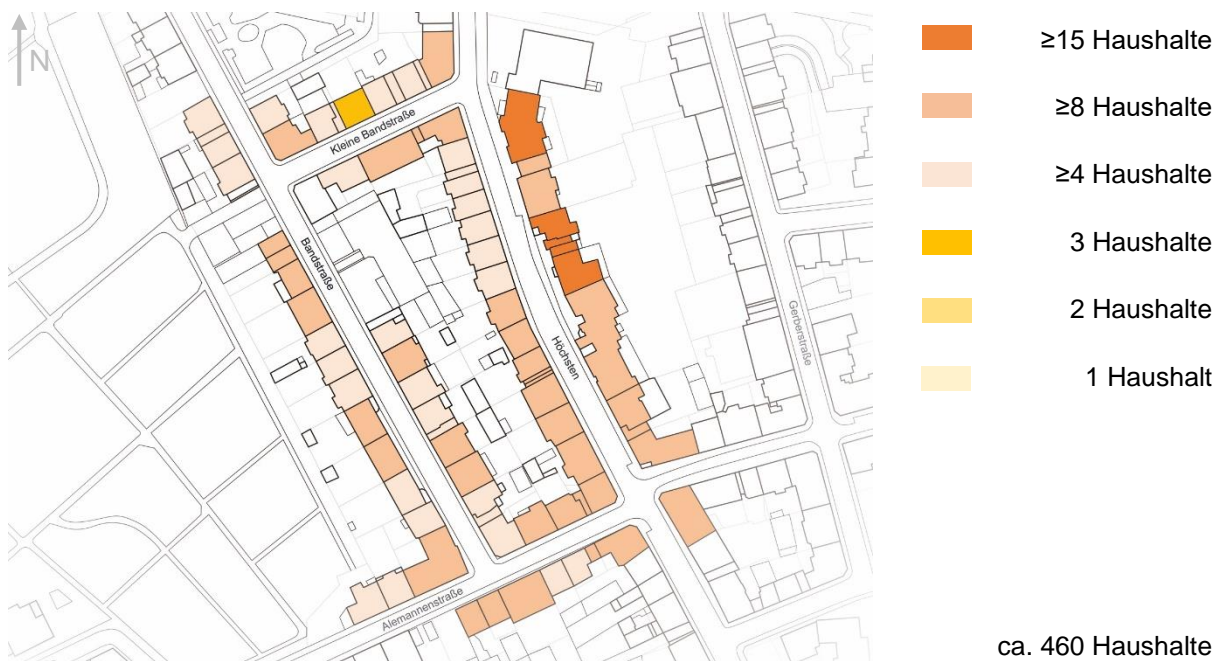 N
Kleine Bandstraße
Bandstraße
Höchsten
Gerberstraße
Alemannenstraße
≥15 Haushalte
≥8 Haushalte
≥4 Haushalte
3 Haushalte
2 Haushalte
1 Haushalt
ca. 460 Haushalte